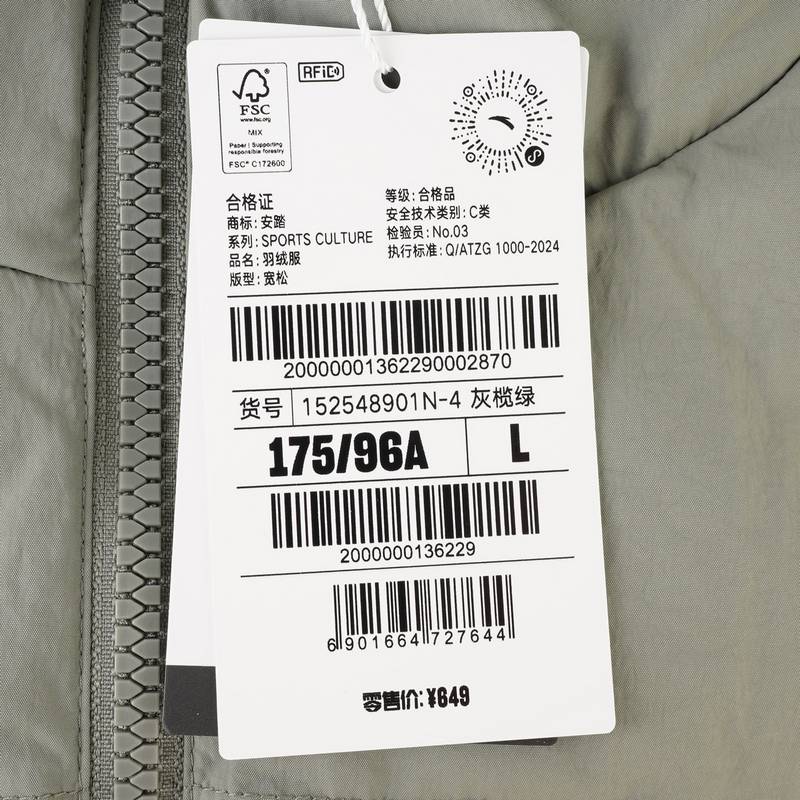 RFiD
FSC
www.fsc.org
MIX
Paper | Supporting
responsible forestry
FSC® C172600
合格证
商标: 安踏
系列: SPORTS CULTURE
品名: 羽绒服
版型: 宽松
等级: 合格品
安全技术类别: C类
检验员: No.03
执行标准: Q/ATZG 1000-2024
20000001362290002870
货号 152548901N-4 灰榄绿
175/96A L
2000000136229
6 901664 727644
零售价: ¥649